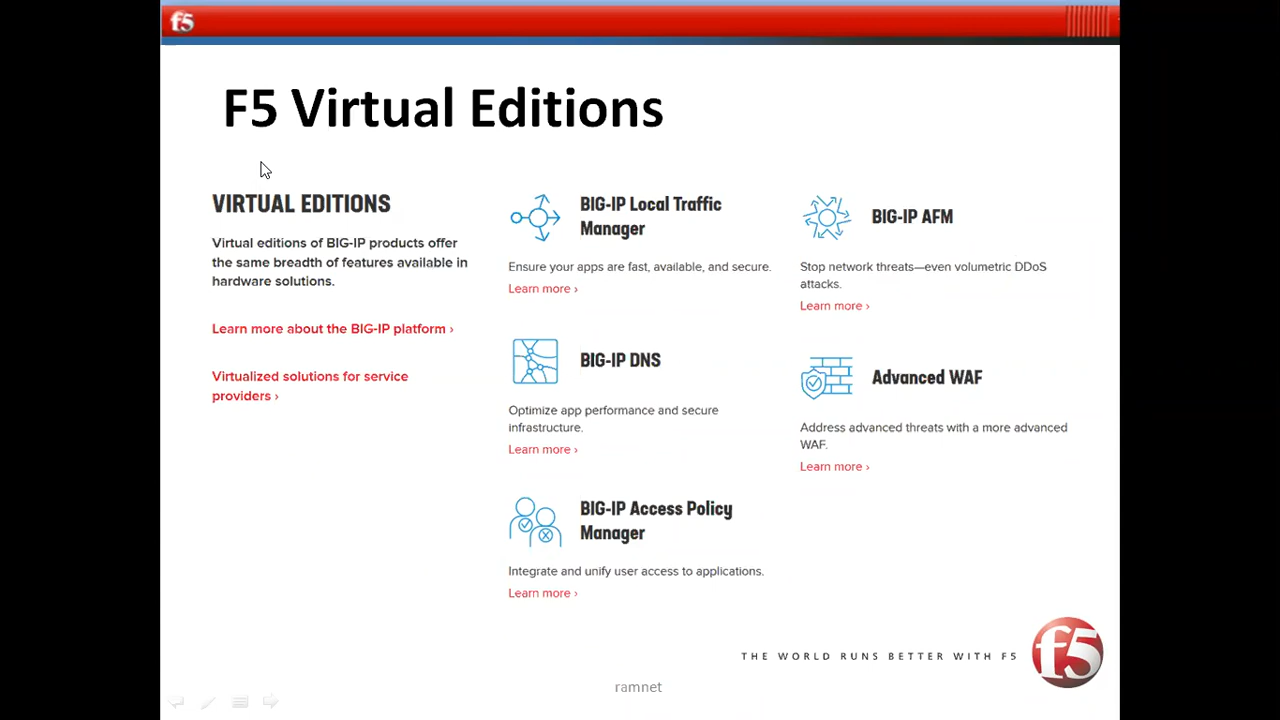 f5
F5 Virtual Editions
VIRTUAL EDITIONS
Virtual editions of BIG-IP products offer
the same breadth of features available in
hardware solutions.
Learn more about the BIG-IP platform ›
Virtualized solutions for service
providers ›
BIG-IP Local Traffic
Manager
Ensure your apps are fast, available, and secure.
Learn more ›
BIG-IP DNS
Optimize app performance and secure
infrastructure.
Learn more ›
BIG-IP Access Policy
Manager
Integrate and unify user access to applications.
Learn more ›
BIG-IP AFM
Stop network threats—even volumetric DDoS
attacks.
Learn more ›
Advanced WAF
Address advanced threats with a more advanced
WAF.
Learn more ›
THE WORLD RUNS BETTER WITH F5
f5
ramnet